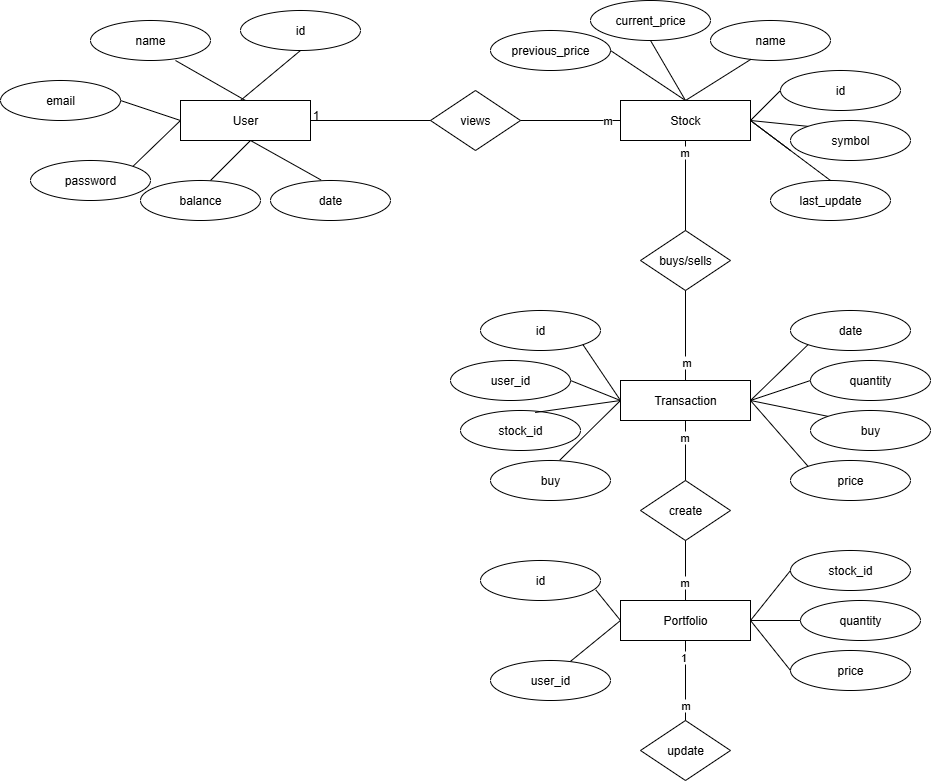 current_price
id
name
name
previous_price
id
email
1
User
views
m
Stock
symbol
m
password
balance
date
last_update
buys/sells
id
date
m
user_id
quantity
Transaction
stock_id
buy
m
buy
price
create
stock_id
id
m
Portfolio
quantity
1
price
user_id
m
update